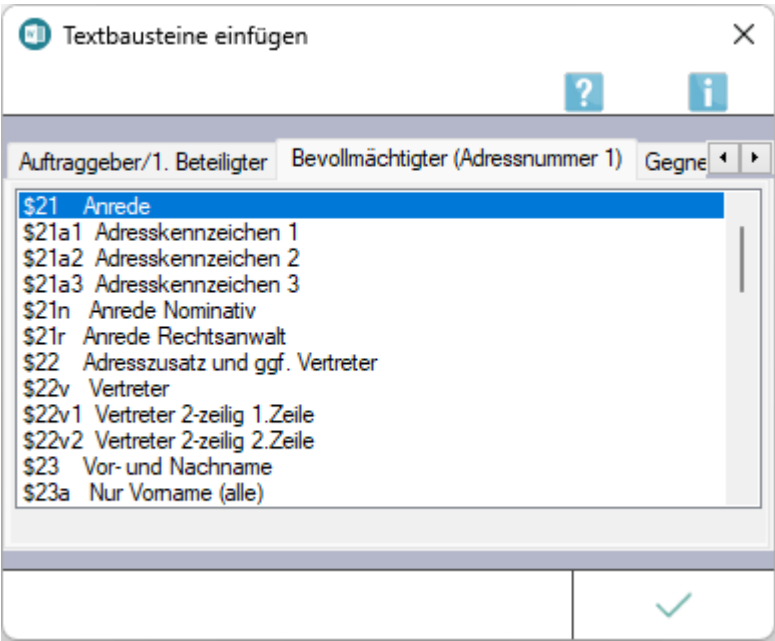 Textbausteine einfügen
Auftraggeber/1. Beteiligter Bevollmächtigter (Adressnummer 1) Gegne
$21 Anrede
$21a1 Adresskennzeichen 1
$21a2 Adresskennzeichen 2
$21a3 Adresskennzeichen 3
$21n Anrede Nominativ
$21r Anrede Rechtsanwalt
$22 Adresszusatz und ggf. Vertreter
$22v Vertreter
$22v1 Vertreter 2-zeilig 1.Zeile
$22v2 Vertreter 2-zeilig 2.Zeile
$23 Vor- und Nachname
$23a Nur Vorname (alle)